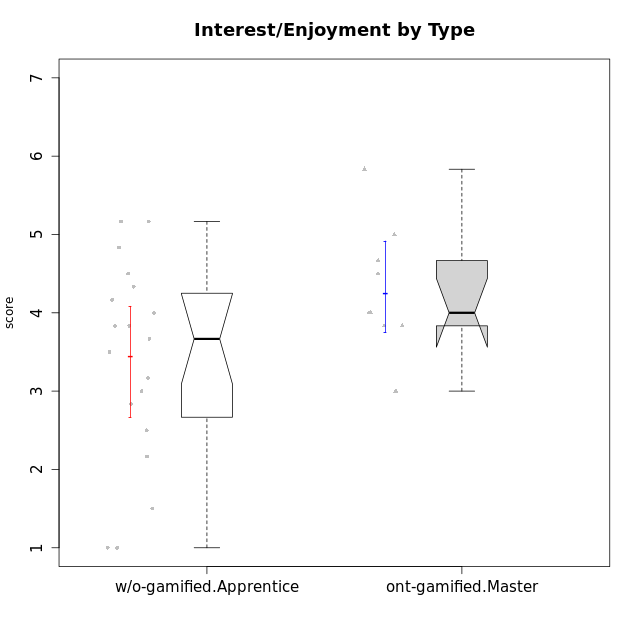 Interest/Enjoyment by Type
7
6
5
4
3
2
1
score
w/o-gamified.Apprentice
ont-gamified.Master